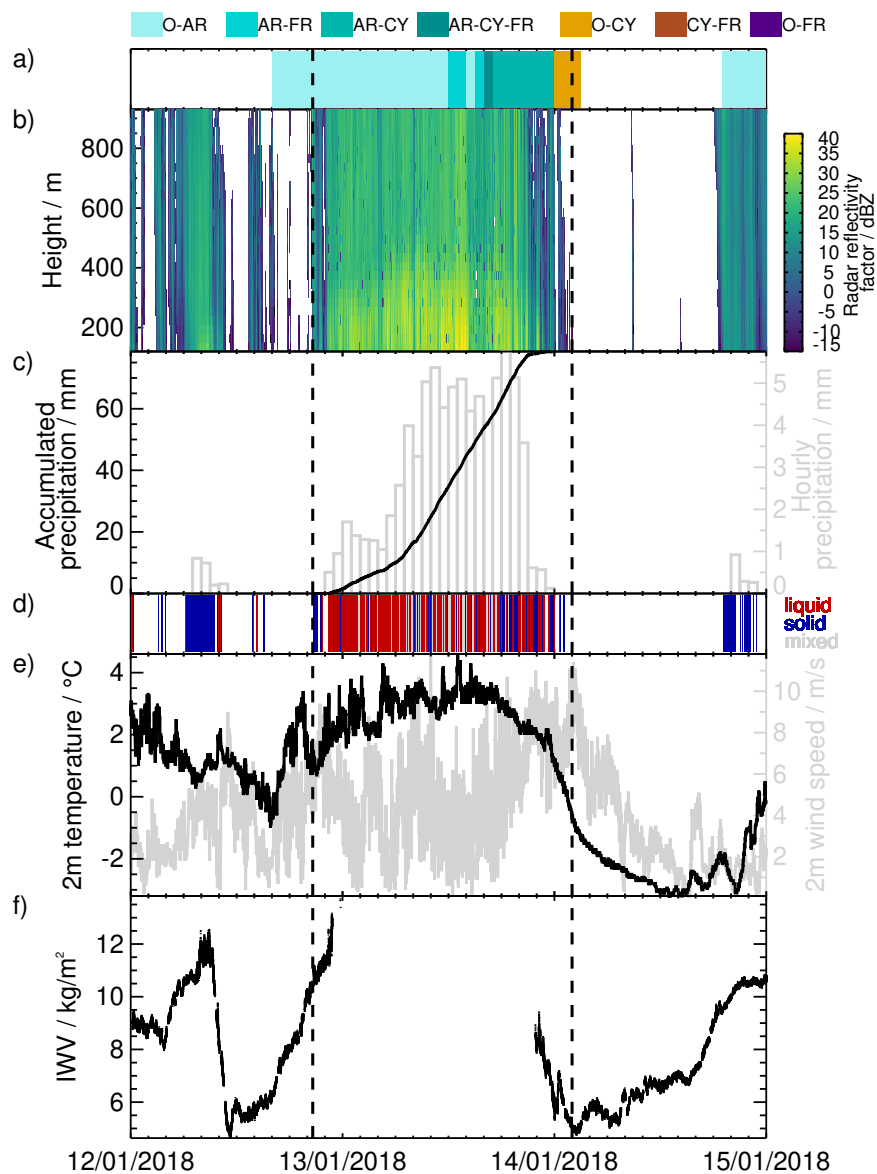 O-AR AR-FR AR-CY AR-CY-FR O-CY CY-FR O-FR
a)
b)
Height / m
800
600
400
200
40
35
30
25
20
15
10
5
0
-5
-10
-15
Radar reflectivity
factor / dBZ
c)
Accumulated
precipitation / mm
60
40
20
0
5
4
3
2
1
0
Hourly
precipitation / mm
d)
liquid
solid
mixed
e)
2m temperature / °C
4
2
0
-2
10
8
6
4
2
2m wind speed / m/s
f)
IWV / kg/m²
12
10
8
6
12/01/2018 13/01/2018 14/01/2018 15/01/2018